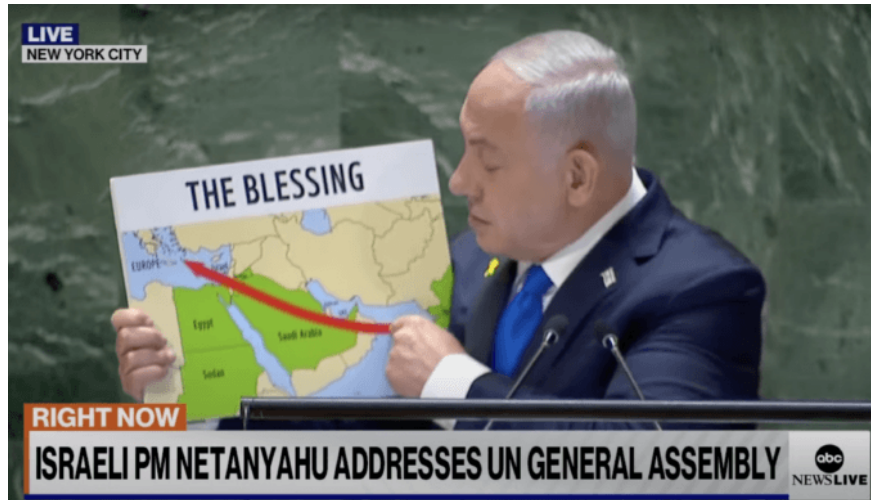 LIVE
NEW YORK CITY
THE BLESSING
EUROPE
Egypt
Saudi Arabia
Sudan
RIGHT NOW
ISRAELI PM NETANYAHU ADDRESSES UN GENERAL ASSEMBLY
abc
NEWS LIVE